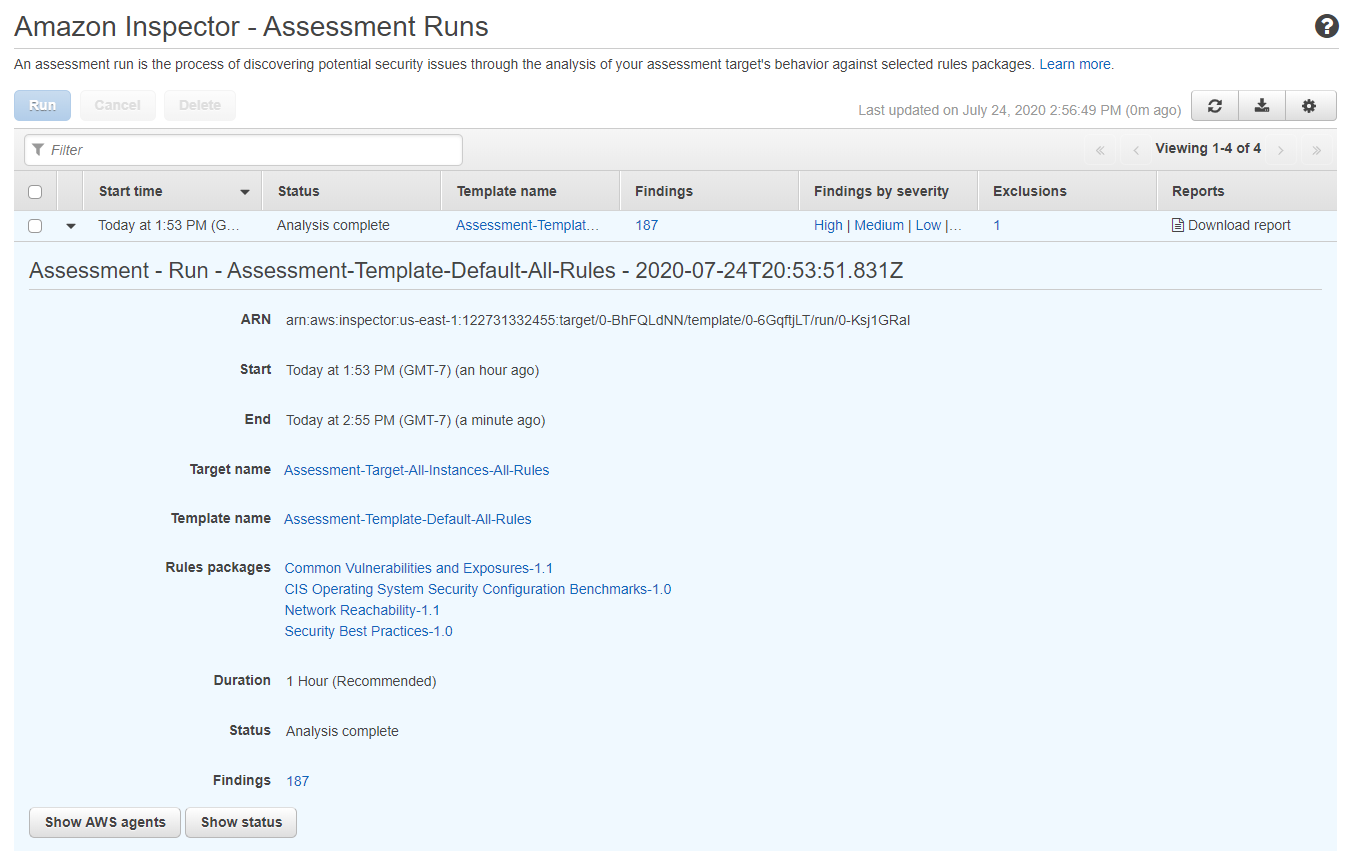 Amazon Inspector - Assessment Runs
An assessment run is the process of discovering potential security issues through the analysis of your assessment target's behavior against selected rules packages. Learn more.
Run Cancel Delete Last updated on July 24, 2020 2:56:49 PM (0m ago)
Filter « ‹ Viewing 1-4 of 4 › »
Start time Status Template name Findings Findings by severity Exclusions Reports
Today at 1:53 PM (G... Analysis complete Assessment-Templat... 187 High | Medium | Low |... 1 Download report
Assessment - Run - Assessment-Template-Default-All-Rules - 2020-07-24T20:53:51.831Z
ARN arn:aws:inspector:us-east-1:122731332455:target/0-BhFQLdNN/template/0-6GqftjLT/run/0-Ksj1GRaI
Start Today at 1:53 PM (GMT-7) (an hour ago)
End Today at 2:55 PM (GMT-7) (a minute ago)
Target name Assessment-Target-All-Instances-All-Rules
Template name Assessment-Template-Default-All-Rules
Rules packages Common Vulnerabilities and Exposures-1.1
CIS Operating System Security Configuration Benchmarks-1.0
Network Reachability-1.1
Security Best Practices-1.0
Duration 1 Hour (Recommended)
Status Analysis complete
Findings 187
Show AWS agents Show status